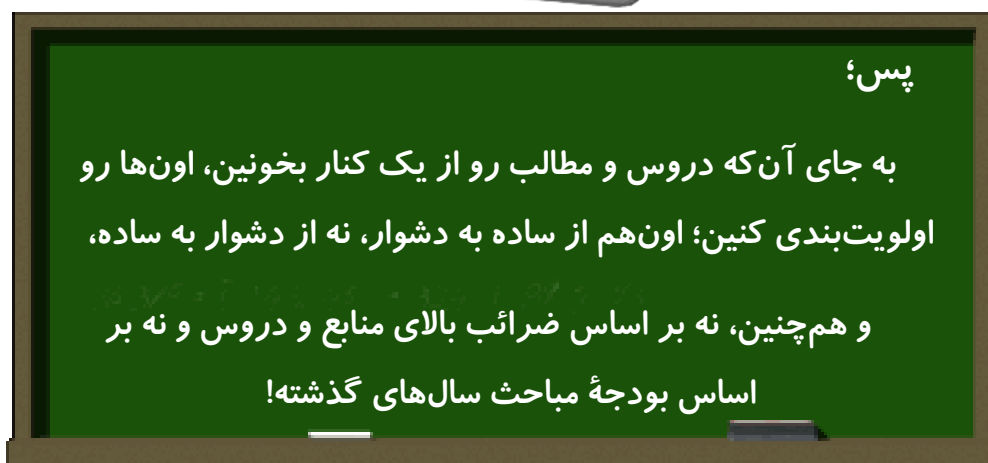 پس؛
به جای آن‌که دروس و مطالب رو از یک کنار بخونین، اون‌ها رو
اولویت‌بندی کنین؛ اون‌هم از ساده به دشوار، نه از دشوار به ساده،
و هم‌چنین، نه بر اساس ضرائب بالای منابع و دروس و نه بر
اساس بودجهٔ مباحث سال‌های گذشته!